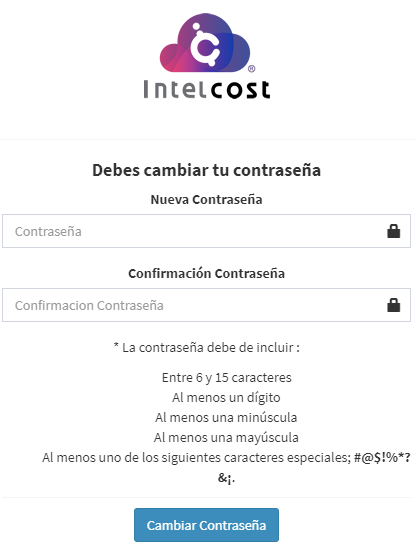 Intelcost®
Debes cambiar tu contraseña
Nueva Contraseña
Contraseña
Confirmación Contraseña
Confirmacion Contraseña
* La contraseña debe de incluir :
Entre 6 y 15 caracteres
Al menos un dígito
Al menos una minúscula
Al menos una mayúscula
Al menos uno de los siguientes caracteres especiales; #@$!%*?
&¡.
Cambiar Contraseña